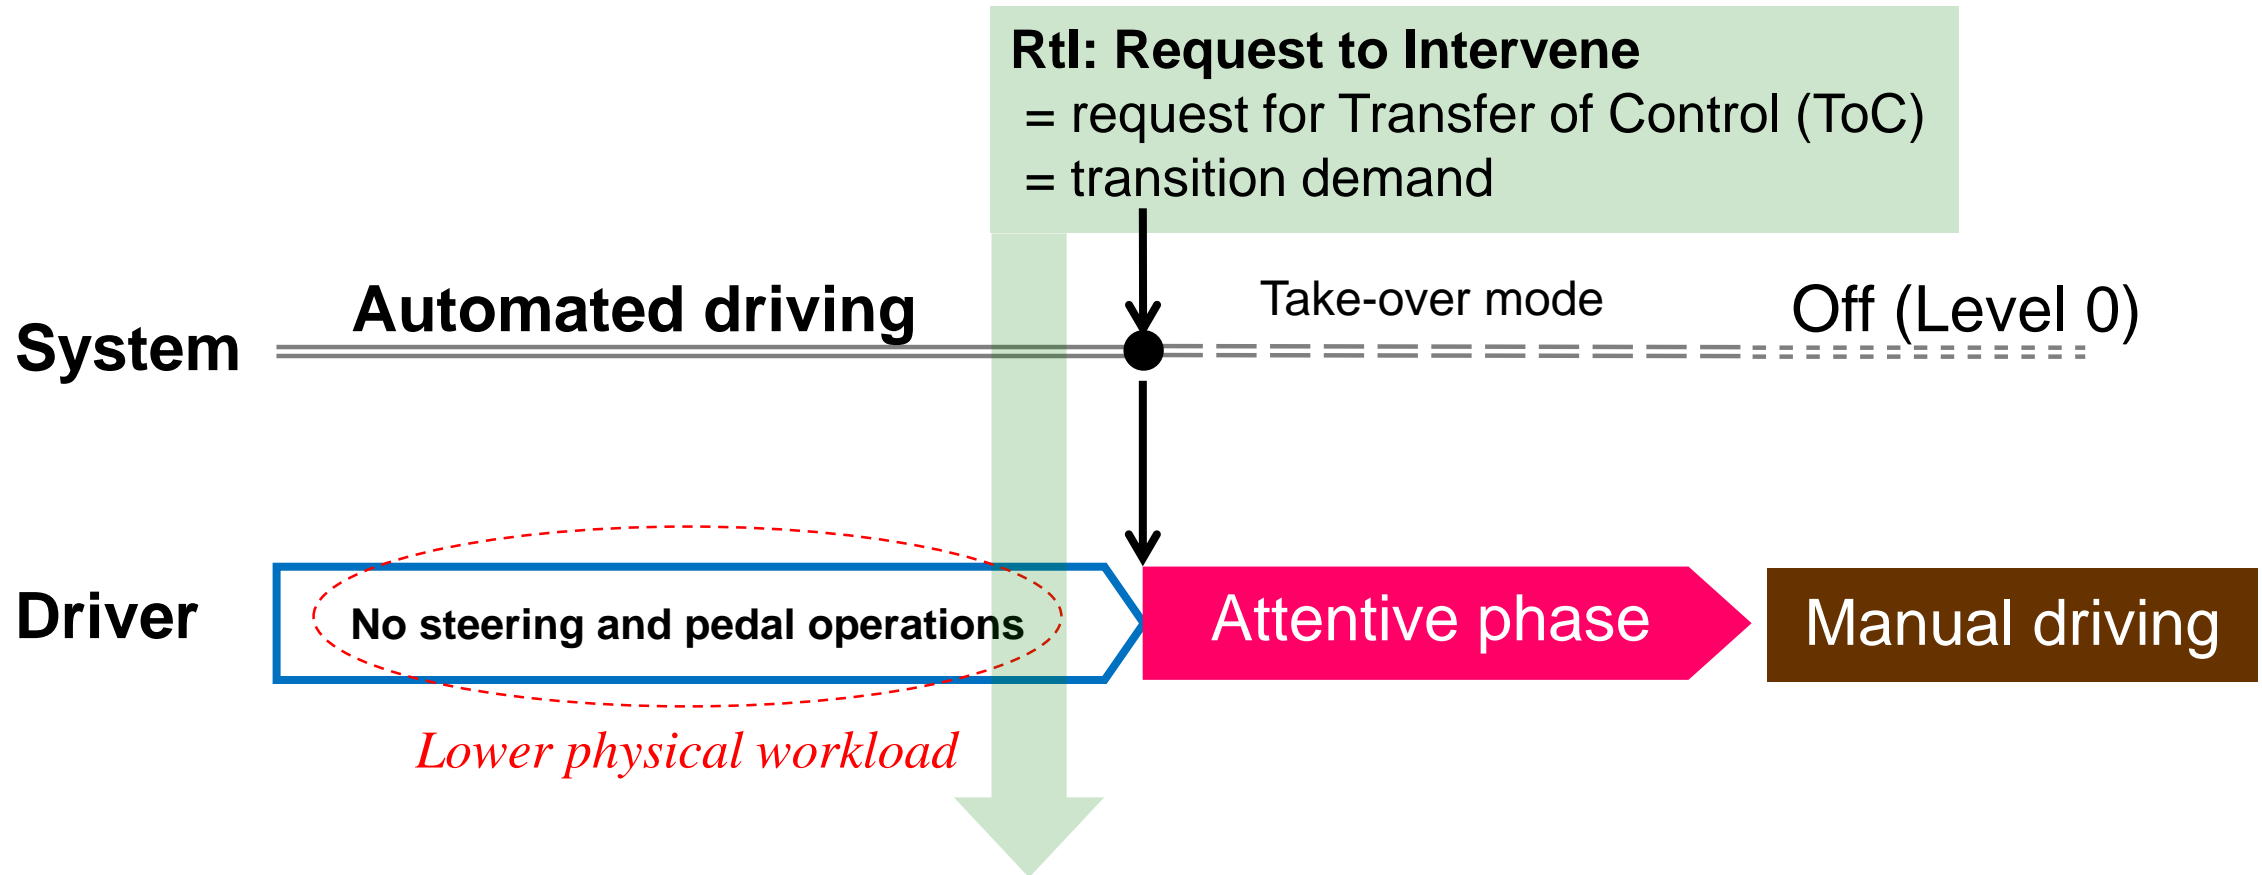 RtI: Request to Intervene
= request for Transfer of Control (ToC)
= transition demand
System
Automated driving
Take-over mode
Off (Level 0)
Driver
No steering and pedal operations
Attentive phase
Manual driving
Lower physical workload